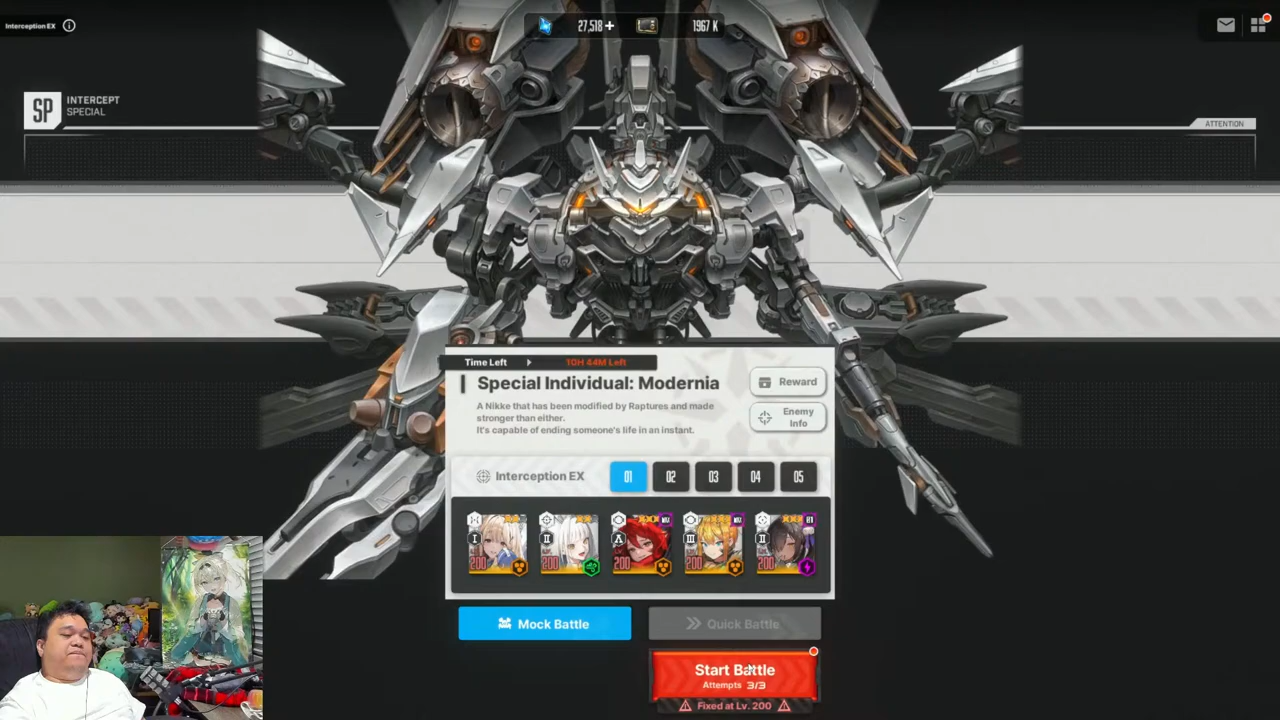 Interception EX
27,518 +
1967 K
SP
INTERCEPT
SPECIAL
ATTENTION
Time Left
10H 44M Left
Special Individual: Modernia
Reward
A Nikke that has been modified by Raptures and made
stronger than either.
It's capable of ending someone's life in an instant.
Enemy
Info
Interception EX
01
02
03
04
05
200
200
200
200
200
Mock Battle
Quick Battle
Start Battle
Attempts 3/3
Fixed at Lv. 200